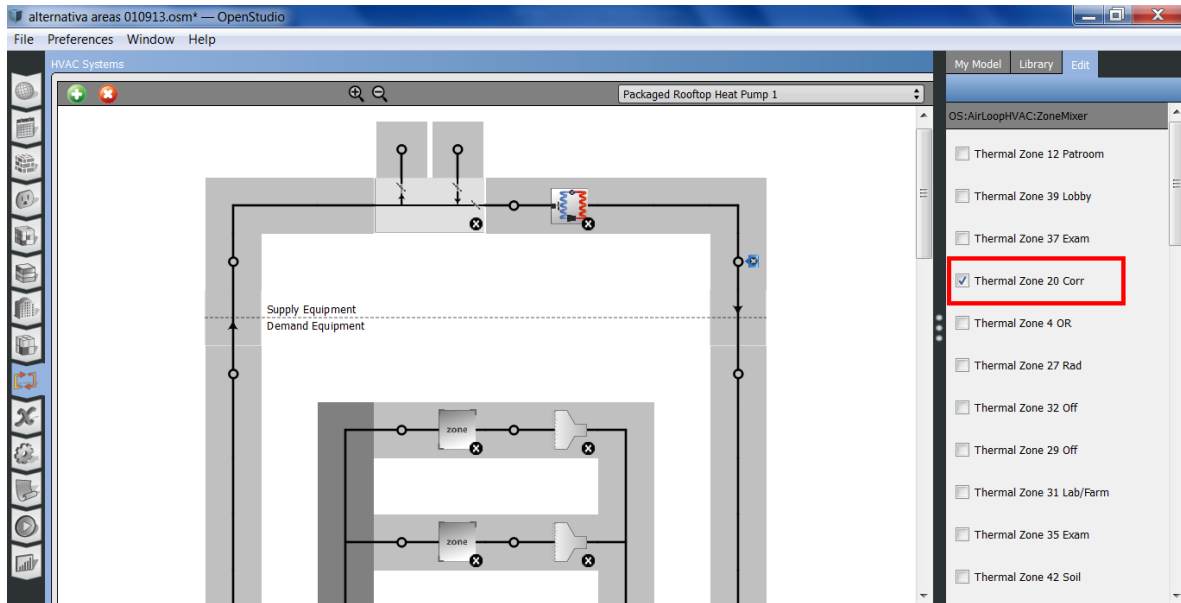 alternativa areas 010913.osm* — OpenStudio
File Preferences Window Help
HVAC Systems
My Model Library Edit
Packaged Rooftop Heat Pump 1
OS:AirLoopHVAC:ZoneMixer
Thermal Zone 12 Patroom
Thermal Zone 39 Lobby
Thermal Zone 37 Exam
Thermal Zone 20 Corr
Supply Equipment
Demand Equipment
Thermal Zone 4 OR
Thermal Zone 27 Rad
Thermal Zone 32 Off
zone
Thermal Zone 29 Off
Thermal Zone 31 Lab/Farm
zone
Thermal Zone 35 Exam
Thermal Zone 42 Soil